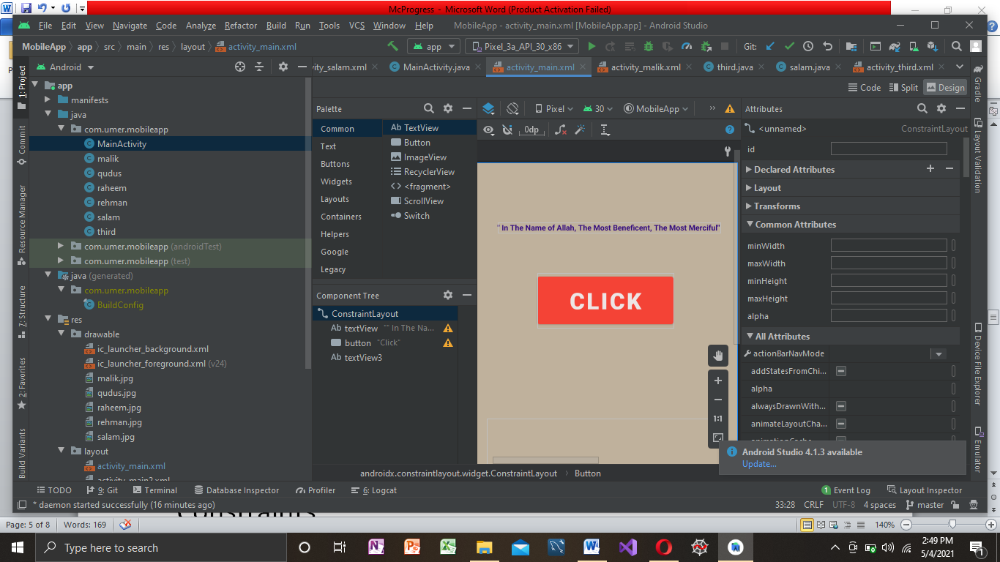 McProgress - Microsoft Word (Product Activation Failed)
File Edit View Navigate Code Analyze Refactor Build Run Tools VCS Window Help MobileApp - activity_main.xml [MobileApp.app] - Android Studio
MobileApp app src main res layout activity_main.xml app Pixel_3a_API_30_x86 Git:
Android
vity_salam.xml MainActivity.java activity_main.xml activity_malik.xml third.java salam.java activity_third.xml
Code Split Design
1: Project
Commit
Resource Manager
7: Structure
2: Favorites
Build Variants
app
manifests
java
com.umer.mobileapp
MainActivity
malik
qudus
raheem
rehman
salam
third
com.umer.mobileapp (androidTest)
com.umer.mobileapp (test)
java (generated)
com.umer.mobileapp
BuildConfig
res
drawable
ic_launcher_background.xml
ic_launcher_foreground.xml (v24)
malik.jpg
qudus.jpg
raheem.jpg
rehman.jpg
salam.jpg
layout
activity_main.xml
activity_main2.xml
Palette
Common
Text
Buttons
Widgets
Layouts
Containers
Helpers
Google
Legacy
Ab TextView
Button
ImageView
RecyclerView
<fragment>
ScrollView
Switch
Component Tree
ConstraintLayout
Ab textView "" In The Na...
button "Click"
Ab textView3
Pixel 30 MobileApp
0dp
" In The Name of Allah, The Most Beneficent, The Most Merciful"
CLICK
1:1
Attributes
<unnamed> ConstraintLayout
id
Declared Attributes
Layout
Transforms
Common Attributes
minWidth
maxWidth
minHeight
maxHeight
alpha
All Attributes
actionBarNavMode
addStatesFromChi...
alpha
alwaysDrawnWith...
animateLayoutCha...
animationCache
Gradle
Layout Validation
Device File Explorer
Emulator
Android Studio 4.1.3 available
Update...
androidx.constraintlayout.widget.ConstraintLayout Button
TODO 9: Git Terminal Database Inspector Profiler 6: Logcat 1 Event Log Layout Inspector
* daemon started successfully (16 minutes ago) 33:28 CRLF UTF-8 4 spaces master
Constraints
Page: 5 of 8 Words: 169 140%
Type here to search
2:49 PM
5/4/2021
1